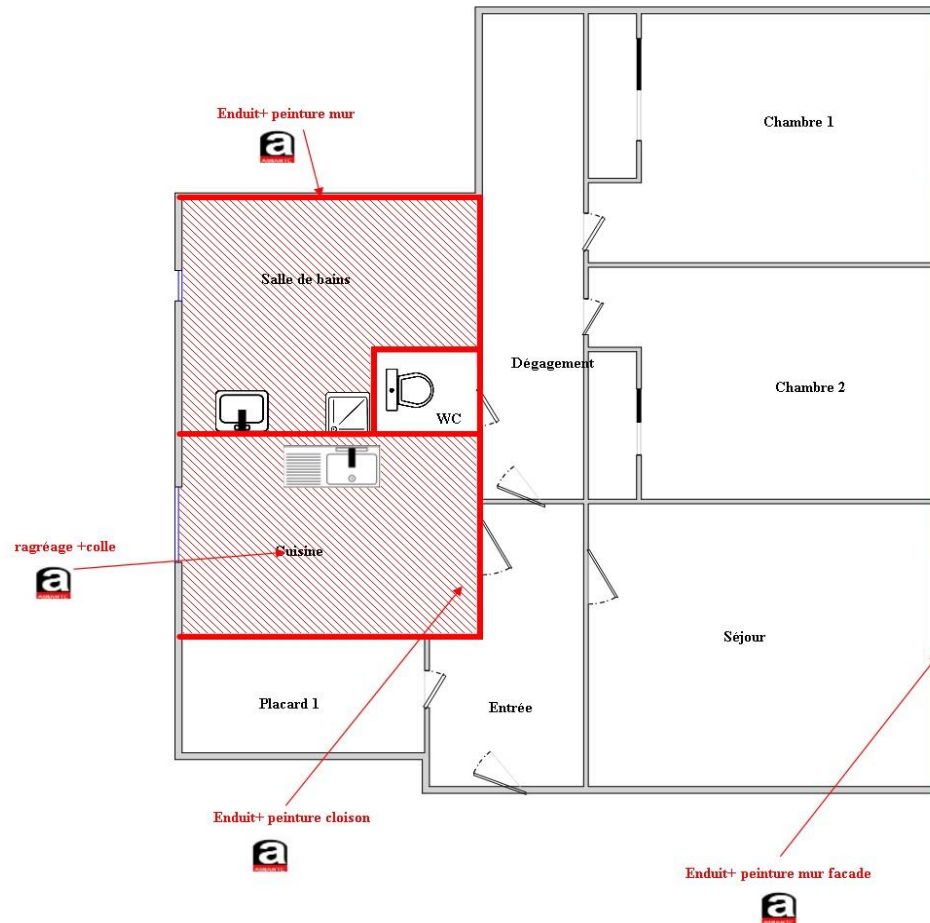 Chambre 1
Enduit+ peinture mur
a
Salle de bains
Dégagement
Chambre 2
WC
ragréage +colle
Cuisine
a
Séjour
Placard 1
Entrée
Enduit+ peinture cloison
a
Enduit+ peinture mur facade
a